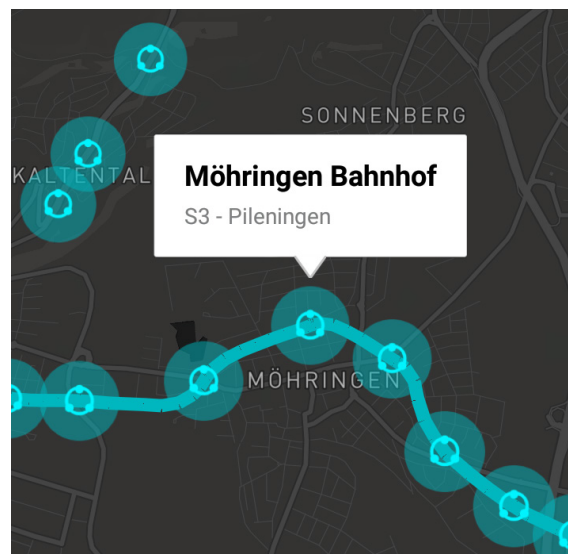 SONNENBERG
KALTENTAL
Möhringen Bahnhof
S3 - Pileningen
MÖHRINGEN